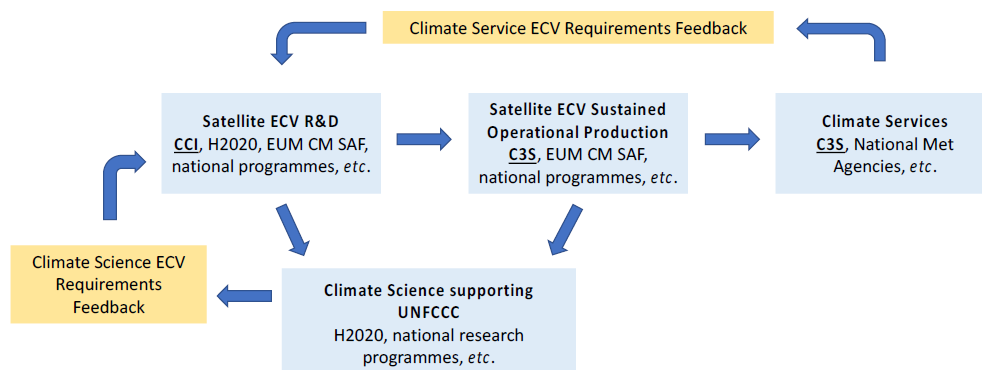 Climate Service ECV Requirements Feedback
Satellite ECV R&D
CCI, H2020, EUM CM SAF,
national programmes, etc.
Satellite ECV Sustained
Operational Production
C3S, EUM CM SAF,
national programmes, etc.
Climate Services
C3S, National Met
Agencies, etc.
Climate Science ECV
Requirements
Feedback
Climate Science supporting
UNFCCC
H2020, national research
programmes, etc.